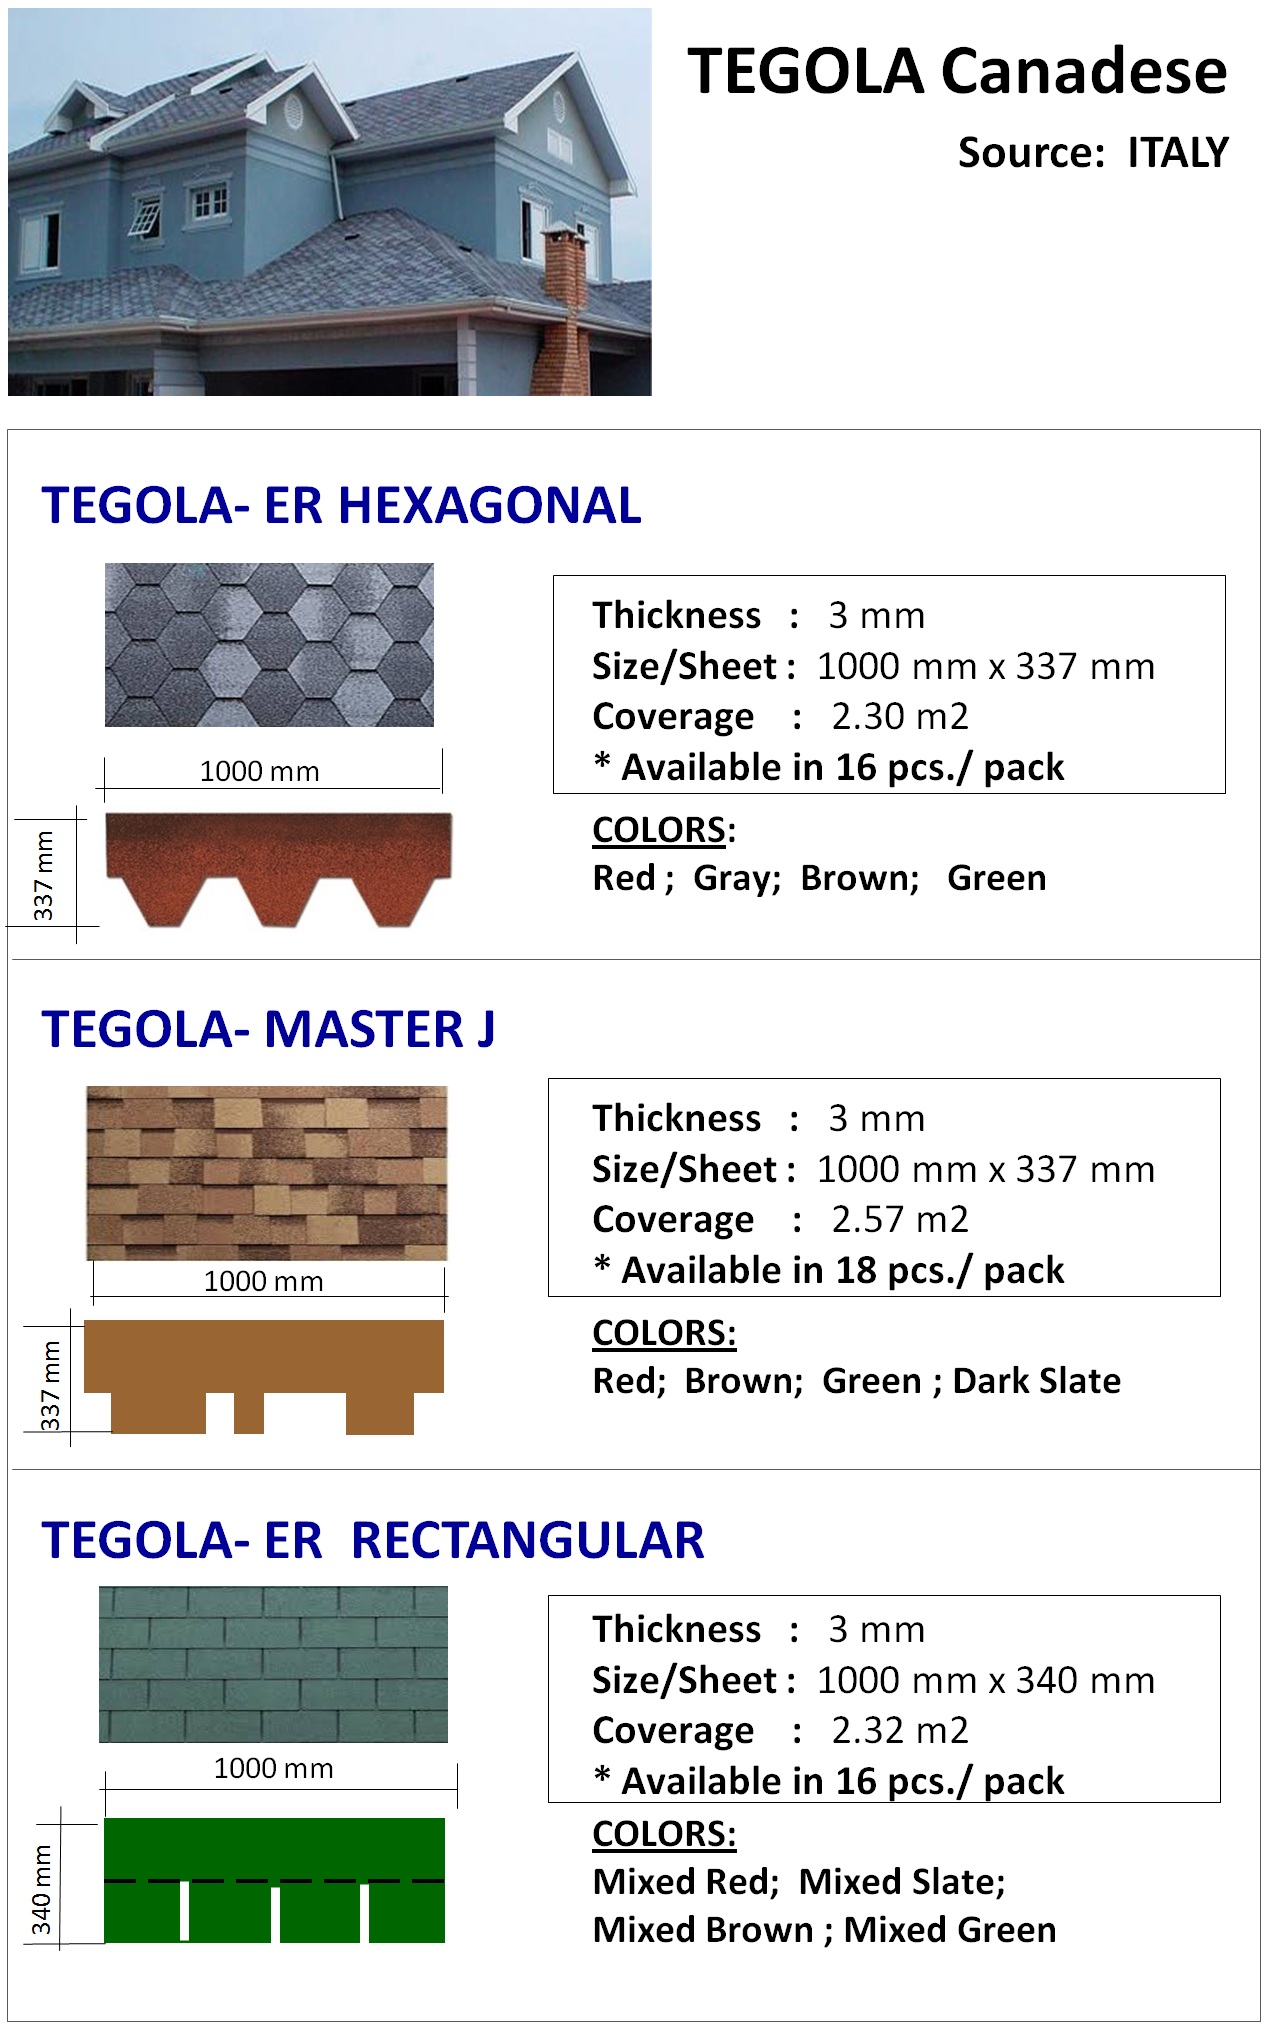 TEGOLA Canadese
Source: ITALY
TEGOLA- ER HEXAGONAL
Thickness : 3 mm
Size/Sheet : 1000 mm x 337 mm
Coverage : 2.30 m2
* Available in 16 pcs./ pack
1000 mm
337 mm
COLORS:
Red ; Gray; Brown; Green
TEGOLA- MASTER J
Thickness : 3 mm
Size/Sheet : 1000 mm x 337 mm
Coverage : 2.57 m2
* Available in 18 pcs./ pack
1000 mm
337 mm
COLORS:
Red; Brown; Green ; Dark Slate
TEGOLA- ER RECTANGULAR
Thickness : 3 mm
Size/Sheet : 1000 mm x 340 mm
Coverage : 2.32 m2
* Available in 16 pcs./ pack
1000 mm
340 mm
COLORS:
Mixed Red; Mixed Slate;
Mixed Brown ; Mixed Green